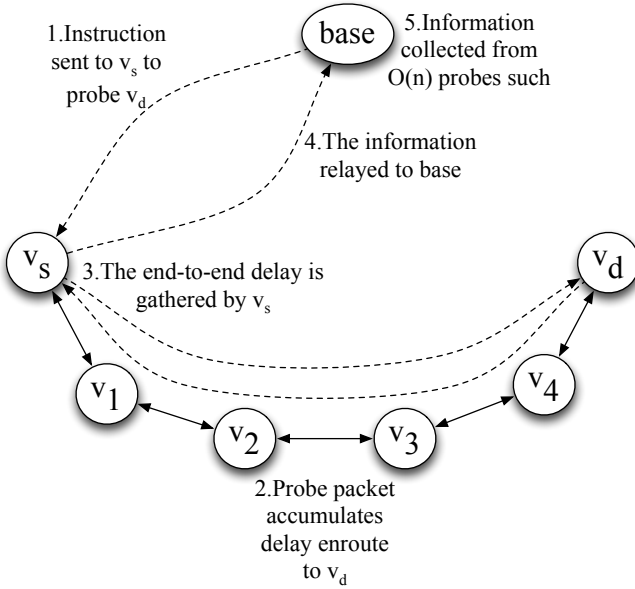 1.Instruction
sent to v_s to
probe v_d
base
5.Information
collected from
O(n) probes such
4.The information
relayed to base
v_s
v_d
3.The end-to-end delay is
gathered by v_s
v_1
v_2
v_3
v_4
2.Probe packet
accumulates
delay enroute
to v_d